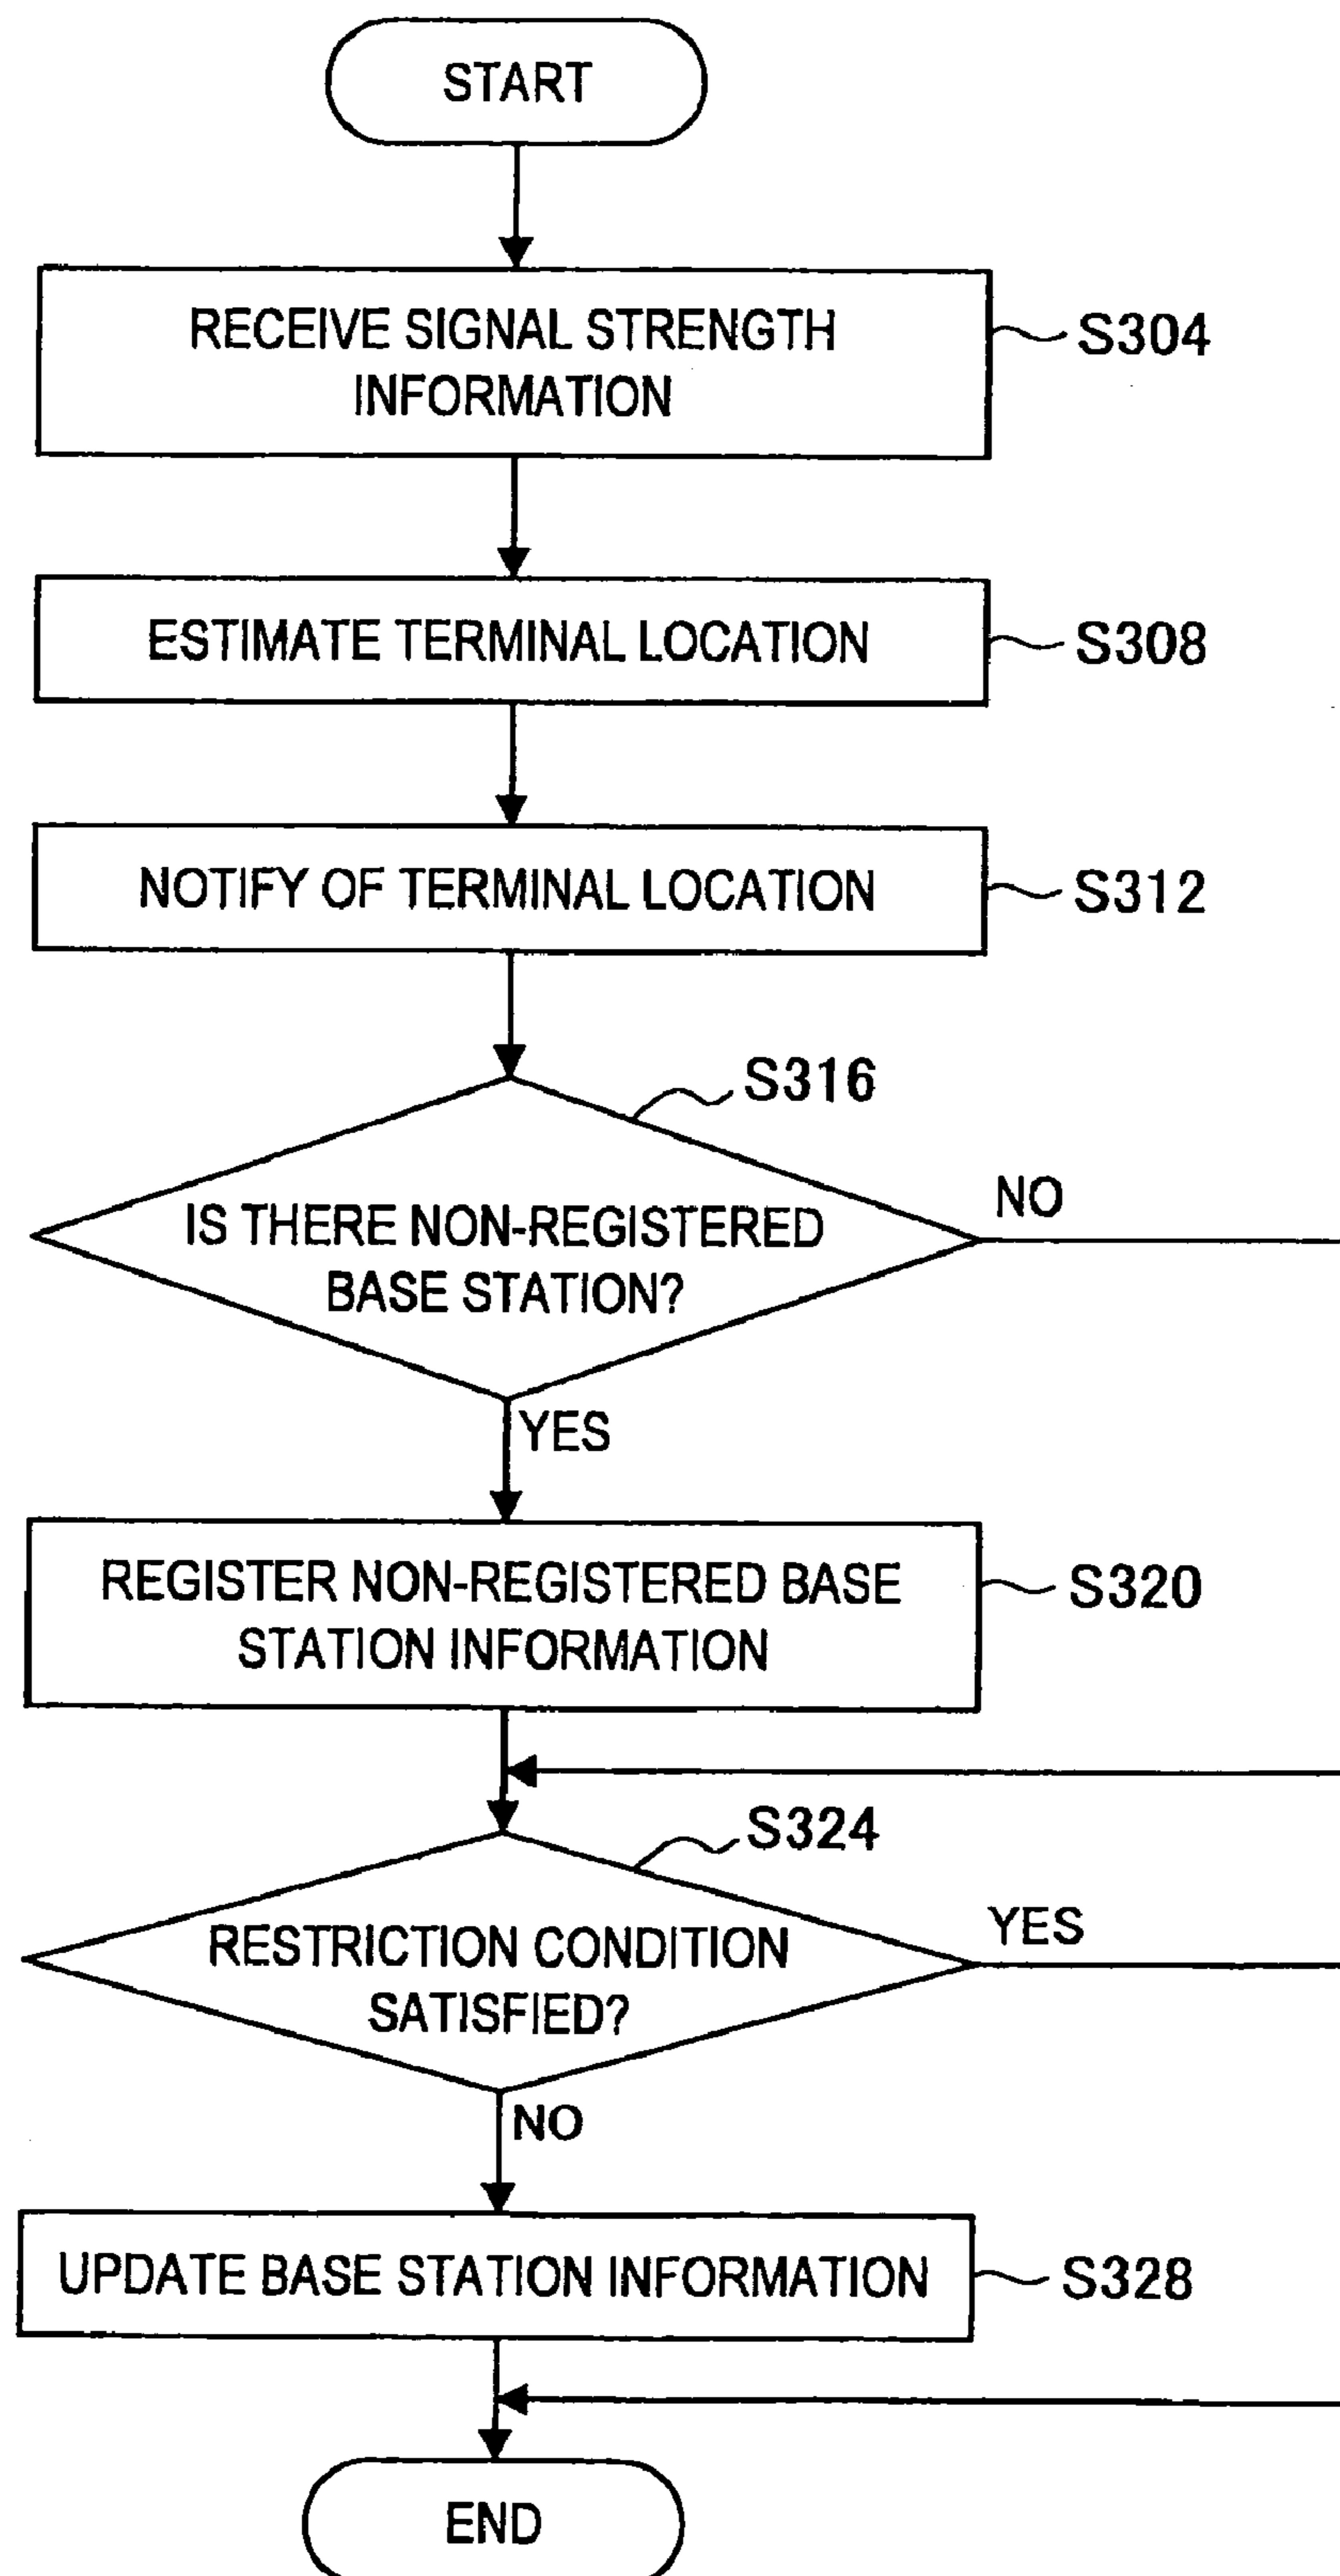 START
RECEIVE SIGNAL STRENGTH
INFORMATION
S304
ESTIMATE TERMINAL LOCATION
S308
NOTIFY OF TERMINAL LOCATION
S312
S316
IS THERE NON-REGISTERED
BASE STATION?
NO
YES
REGISTER NON-REGISTERED BASE
STATION INFORMATION
S320
S324
RESTRICTION CONDITION
SATISFIED?
YES
NO
UPDATE BASE STATION INFORMATION
S328
END